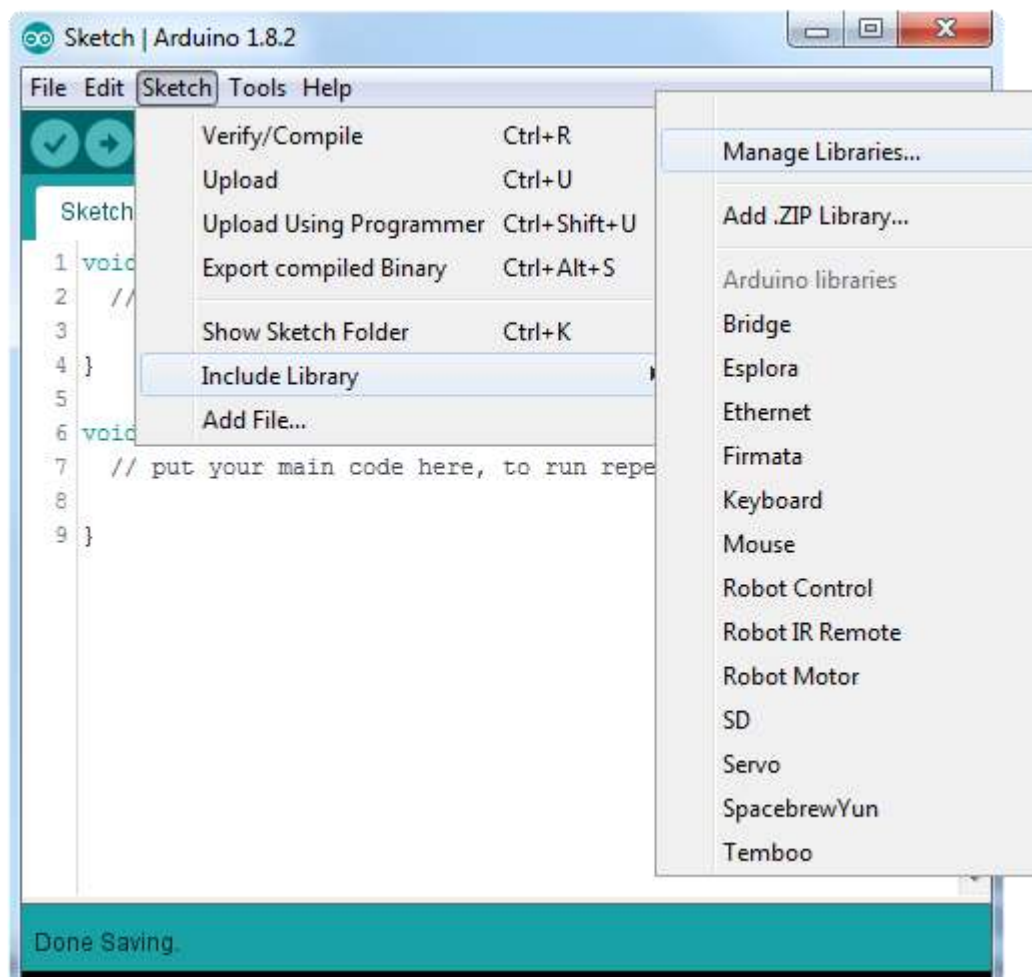 Sketch | Arduino 1.8.2
File Edit Sketch Tools Help
Verify/Compile Ctrl+R
Upload Ctrl+U
Upload Using Programmer Ctrl+Shift+U
Export compiled Binary Ctrl+Alt+S
Show Sketch Folder Ctrl+K
Include Library
Add File...
Manage Libraries...
Add .ZIP Library...
Arduino libraries
Bridge
Esplora
Ethernet
Firmata
Keyboard
Mouse
Robot Control
Robot IR Remote
Robot Motor
SD
Servo
SpacebrewYun
Temboo
Sketch
1 void
2 //
3
4 }
5
6 void
7 // put your main code here, to run repe
8
9 }
Done Saving.